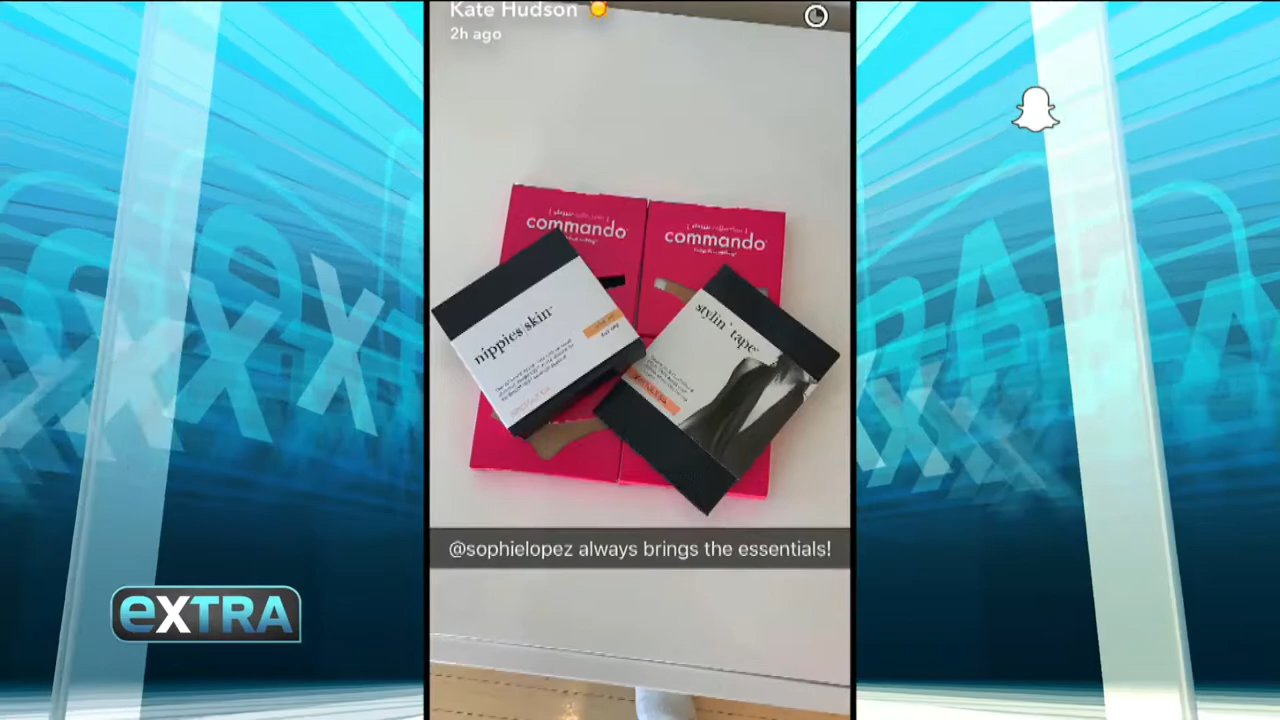 Kate Hudson ☀️
2h ago
commando
commando
nippies skin
stylin' tape
@sophielopez always brings the essentials!
eXTRA